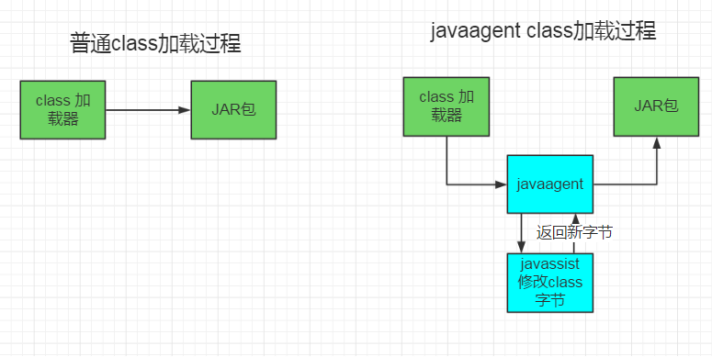 普通class加载过程
class 加
载器
JAR包
javaagent class加载过程
class 加
载器
JAR包
javaagent
返回新字节
javassist
修改class
字节